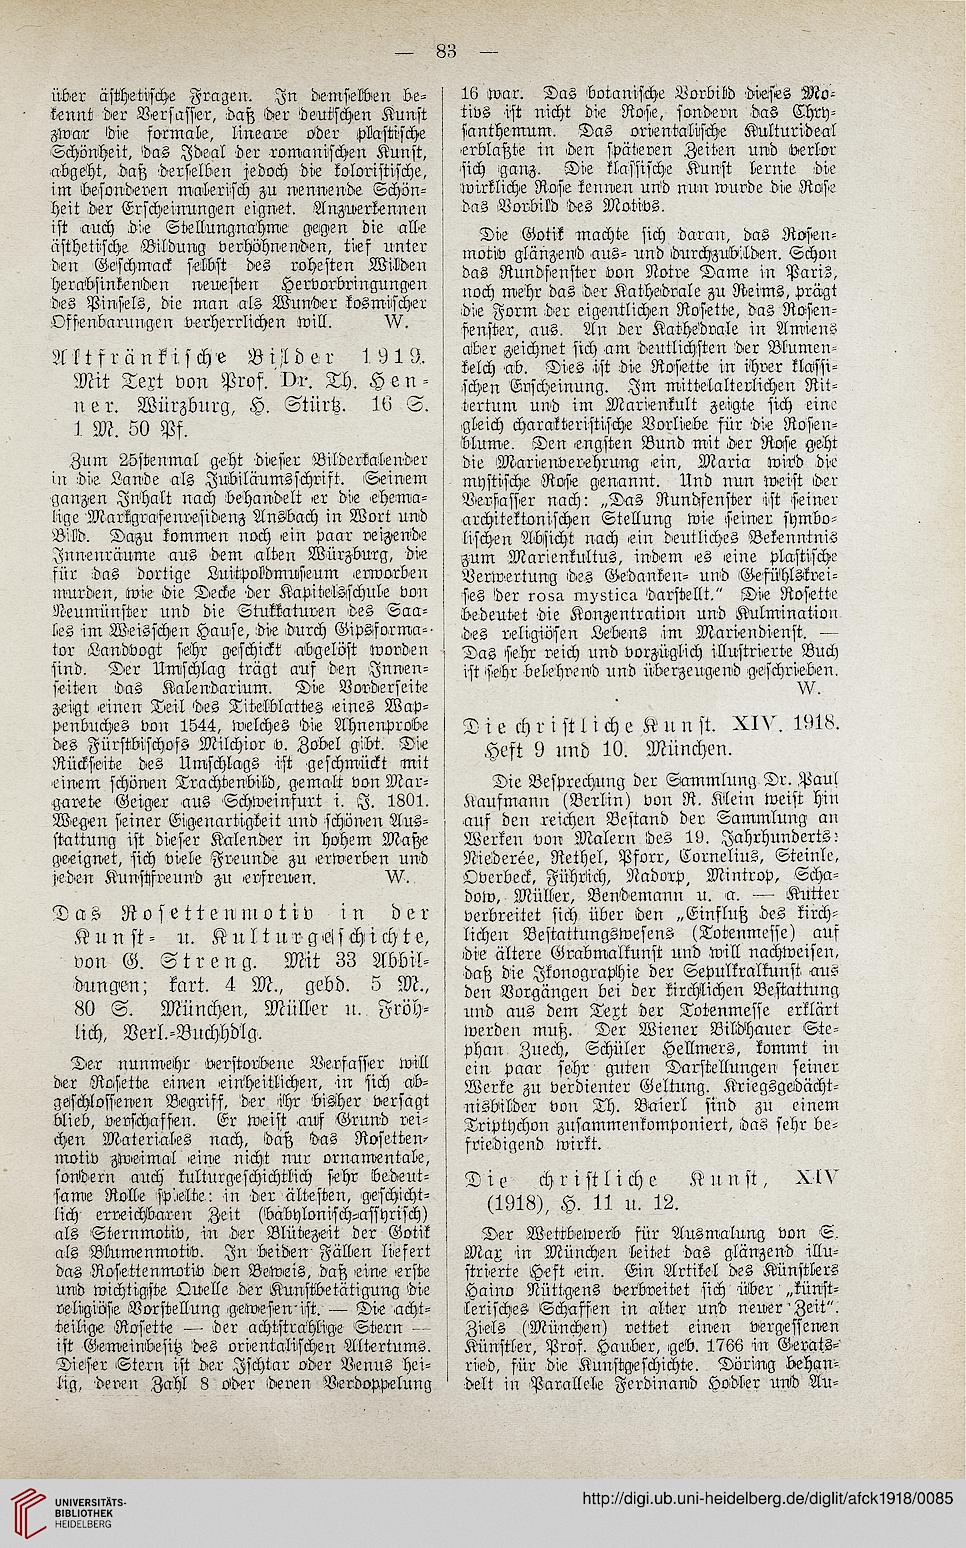 — 83 —
über ästhetische Fragen. In demselben be-
kennt der Verfasser, daß der deutschen Kunst
zwar die formale, lineare oder plastische
Schönheit, das Ideal der romanischen Kunst,
abgeht, daß derselben jedoch die koloristische,
im besonderen malerisch zu nennende Schön-
heit der Erscheinungen eignet. Anzuerkennen
ist auch die Stellungnahme gegen die alle
ästhetische Bildung verhöhnenden, tief unter
den Geschmack selbst des rohesten Wilden
herabsinkenden neuesten Hervorbringungen
des Pinsels, die man als Wunder kosmischer
Offenbarungen verherrlichen will. W.
Altfränkische Bilder 1919.
Mit Text von Prof. Dr. Th. Hen-
ner. Würzburg, H. Stürtz. 16 S.
1 M. 50 Pf.
Zum 25stenmal geht dieser Bilderkalender
in die Lande als Jubiläumsschrift. Seinem
ganzen Inhalt nach behandelt er die ehema-
lige Markgrafenresidenz Ansbach in Wort und
Bild. Dazu kommen noch ein paar reizende
Innenräume aus dem alten Würzburg, die
für das dortige Luitpoldmuseum erworben
wurden, wie die Decke der Kapitelsschule von
Neumünster und die Stukkaturen des Saa-
les im Weisschen Hause, die durch Gipsforma-
tor Landvogt sehr geschickt abgelöst worden
sind. Der Umschlag trägt auf den Innen-
seiten das Kalendarium. Die Vorderseite
zeigt einen Teil des Titelblattes eines Wap-
penbuches von 1544, welches die Ahnenprobe
des Fürstbischofs Milchior v. Zobel gibt. Die
Rückseite des Umschlags ist geschmückt mit
einem schönen Trachtenbild, gemalt von Mar-
garete Geiger aus Schweinfurt i. J. 1801.
Wegen seiner Eigenartigkeit und schönen Aus-
stattung ist dieser Kalender in hohem Maße
geeignet, sich viele Freunde zu erwerben und
jeden Kunstfreund zu erfreuen. W.
Das Rosettenmotiv in der
Kunst- u. Kulturgeschichte,
von G. Streng. Mit 33 Abbil-
dungen; kart. 4 M., gebd. 5 M.,
80 S. München, Müller u. Fröh-
lich, Verl.-Buchhdlg.
Der nunmehr verstorbene Verfasser will
der Rosette einen einheitlichen, in sich ab-
geschlossenen Begriff, der ihr bisher versagt
blieb, verschaffen. Er weist auf Grund rei-
chen Materiales nach, daß das Rosetten-
motiv zweimal eine nicht nur ornamentale,
sondern auch kulturgeschichtlich sehr bedeut-
same Rolle spielte: in der ältesten, geschicht-
lich erreichbaren Zeit (babylonisch-assyrisch)
als Sternmotiv, in der Blütezeit der Gotik
als Blumenmotiv. In beiden Fällen liefert
das Rosettenmotiv den Beweis, daß eine erste
und wichtigste Quelle der Kunstbetätigung die
religiöse Vorstellung gewesen ist. — Die acht-
teilige Rosette — der achtstrahlige Stern —
ist Gemeinbesitz des orientalischen Altertums.
Dieser Stern ist der Ischtar oder Venus hei-
lig, deren Zahl 8 oder deren Verdoppelung
16 war. Das botanische Vorbild dieses Mo-
tivs ist nicht die Rose, sondern das Chry-
santhemum. Das orientalische Kulturideal
erblaßte in den späteren Zeiten und verlor
sich ganz. Die klassische Kunst lernte die
wirkliche Rose kennen und nun wurde die Rose
das Vorbild des Motivs.
Die Gotik machte sich daran, das Rosen-
motiv glänzend aus- und durchzubilden. Schon
das Rundfenster von Notre Dame in Paris,
noch mehr das der Kathedrale zu Reims, prägt
die Form der eigentlichen Rosette, das Rosen-
fenster, aus. An der Kathedrale in Amiens
aber zeichnet sich am deutlichsten der Blumen-
kelch ab. Dies ist die Rosette in ihrer klassi-
schen Erscheinung. Im mittelalterlichen Rit-
tertum und im Marienkult zeigte sich eine
gleich charakteristische Vorliebe für die Rosen-
blume. Den engsten Bund mit der Rose geht
die Marienverehrung ein, Maria wird die
mystische Rose genannt. Und nun weist der
Verfasser nach: „Das Rundfenster ist seiner
architektonischen Stellung wie seiner symbo-
lischen Absicht nach ein deutliches Bekenntnis
zum Marienkultus, indem es eine plastische
Verwertung des Gedanken- und Gefühlskrei-
ses der rosa mystica darstellt." Die Rosette
bedeutet die Konzentration und Kulmination
des religiösen Lebens im Mariendienst. —
Das sehr reich und vorzüglich illustrierte Buch
ist sehr belehrend und überzeugend geschrieben.
W.
Die christliche Kunst. XIV. 1918.
Heft 9 und 10. München.
Die Besprechung der Sammlung Dr. Paul
Kaufmann (Berlin) von R. Klein weist hin
auf den reichen Bestand der Sammlung an
Werken von Malern des 19. Jahrhunderts:
Niederée, Rethel, Pforr, Cornelius, Steinle,
Overbeck, Führich, Nadorp, Mintrop, Scha-
dow, Müller, Bendemann u. a. — Kutter
verbreitet sich über den „Einfluß des kirch-
lichen Bestattungswesens (Totenmesse) auf
die ältere Grabmalkunst und will nachweisen,
daß die Ikonographie der Sepulkralkunst aus
den Vorgängen bei der kirchlichen Bestattung
und aus dem Text der Totenmesse erklärt
werden muß. Der Wiener Bildhauer Ste-
phan Zuech, Schüler Hellmers, kommt in
ein paar sehr guten Darstellungen seiner
Werke zu verdienter Geltung. Kriegsgedächt-
nisbilder von Th. Baierl sind zu einem
Triptychon zusammenkomponiert, das sehr be-
friedigend wirkt.
Die christliche Kunst, XIV
(1918), H. 11 u. 12.
Der Wettbewerb für Ausmalung von S.
Max in München leitet das glänzend illu-
strierte Heft ein. Ein Artikel des Künstlers
Haino Nüttgens verbreitet sich über „künst-
lerisches Schaffen in alter und neuer Zeit".
Ziels (München) rettet einen vergessenen
Künstler, Prof. Hauber, geb. 1766 in Gerats-
ried, für die Kunstgeschichte. Döring behan-
delt in Parallele Ferdinand Hodler und Au-
UNIVERSITÄTS-
BIBLIOTHEK
HEIDELBERG
http://digi.ub.uni-heidelberg.de/diglit/afck1918/0085